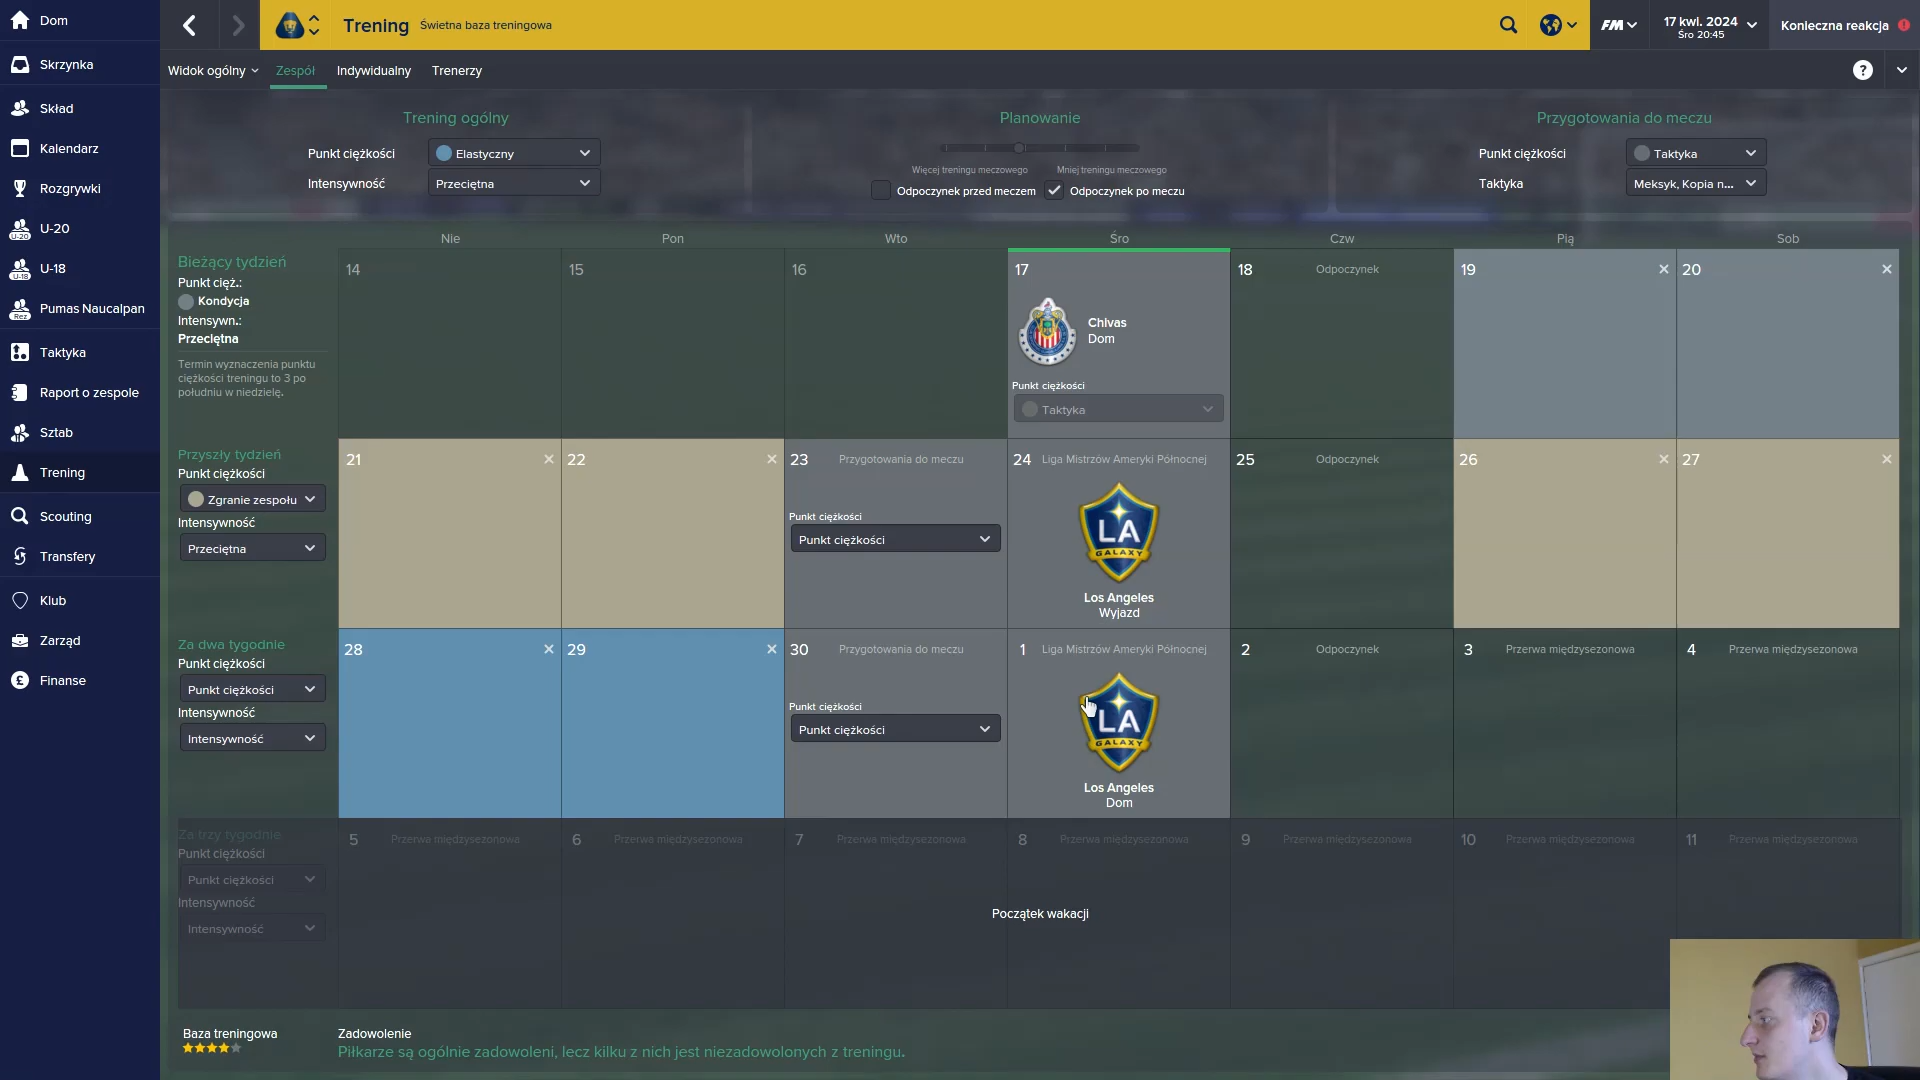 Dom
Skrzynka
Skład
Kalendarz
Rozgrywki
U-20
U-20
U-18
U-18
Pumas Naucalpan
Rez
Taktyka
Raport o zespole
Sztab
Trening
Scouting
Transfery
Klub
Zarząd
Finanse
Trening Świetna baza treningowa
FM
17 kwi. 2024
Śro 20:45
Konieczna reakcja
Widok ogólny Zespół Indywidualny Trenerzy
?
Trening ogólny
Punkt ciężkości Elastyczny
Intensywność Przeciętna
Planowanie
Więcej treningu meczowego Mniej treningu meczowego
Odpoczynek przed meczem Odpoczynek po meczu
Przygotowania do meczu
Punkt ciężkości Taktyka
Taktyka Meksyk, Kopia n...
Nie Pon Wto Śro Czw Pią Sob
Bieżący tydzień
Punkt cięż.:
Kondycja
Intensywn.:
Przeciętna
Termin wyznaczenia punktu
ciężkości treningu to 3 po
południu w niedzielę.
14 15 16 17 18 Odpoczynek 19 20
Chivas
Dom
Punkt ciężkości
Taktyka
Przyszły tydzień
Punkt ciężkości
Zgranie zespołu
Intensywność
Przeciętna
21 22 23 Przygotowania do meczu 24 Liga Mistrzów Ameryki Północnej 25 Odpoczynek 26 27
Punkt ciężkości
Punkt ciężkości
LA
GALAXY
Los Angeles
Wyjazd
Za dwa tygodnie
Punkt ciężkości
Punkt ciężkości
Intensywność
Intensywność
28 29 30 Przygotowania do meczu 1 Liga Mistrzów Ameryki Północnej 2 Odpoczynek 3 Przerwa międzysezonowa 4 Przerwa międzysezonowa
Punkt ciężkości
Punkt ciężkości
LA
GALAXY
Los Angeles
Dom
Za trzy tygodnie
Punkt ciężkości
Punkt ciężkości
Intensywność
Intensywność
5 Przerwa międzysezonowa 6 Przerwa międzysezonowa 7 Przerwa międzysezonowa 8 Przerwa międzysezonowa 9 Przerwa międzysezonowa 10 Przerwa międzysezonowa 11 Przerwa międzysezonowa
Początek wakacji
Baza treningowa
Zadowolenie
Piłkarze są ogólnie zadowoleni, lecz kilku z nich jest niezadowolonych z treningu.